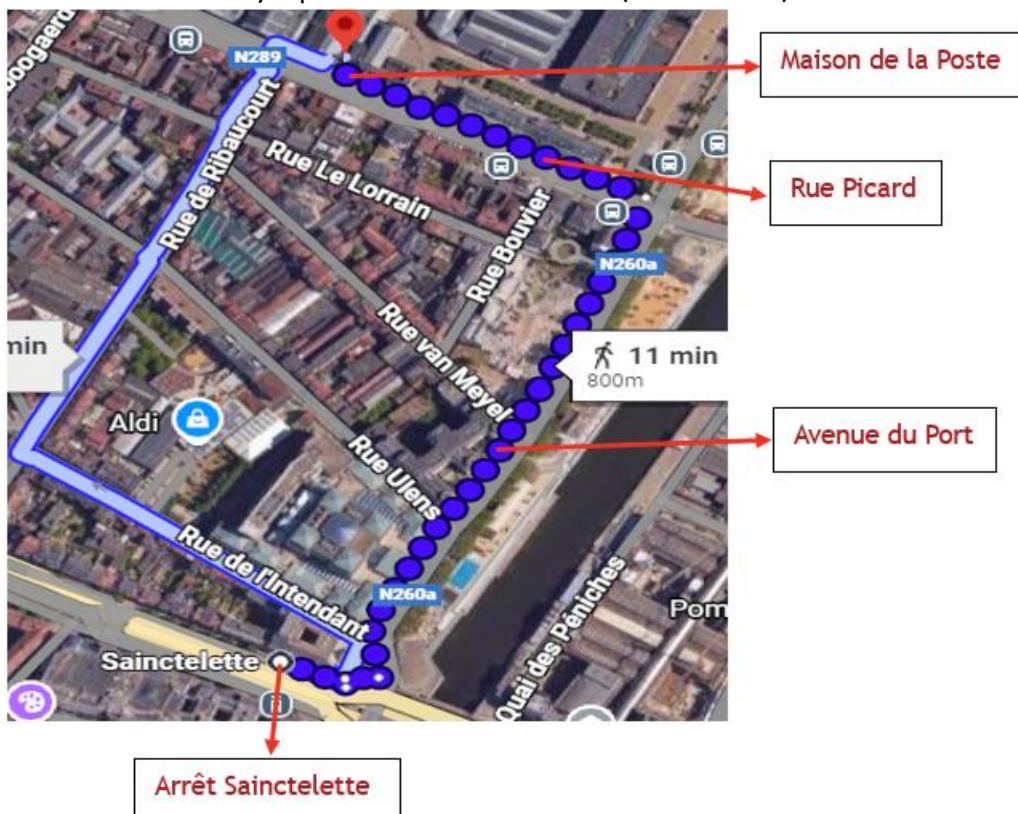 N289
Maison de la Poste
Rue de Ribaucourt
Rue Le Lorrain
Rue Picard
Rue Bouvier
N260a
min
11 min
800m
Rue van Meyel
Aldi
Avenue du Port
Rue Ulens
Rue de l'Intendant
N260a
Quai des Péniches
Pom
Sainctelette
Arrêt Sainctelette